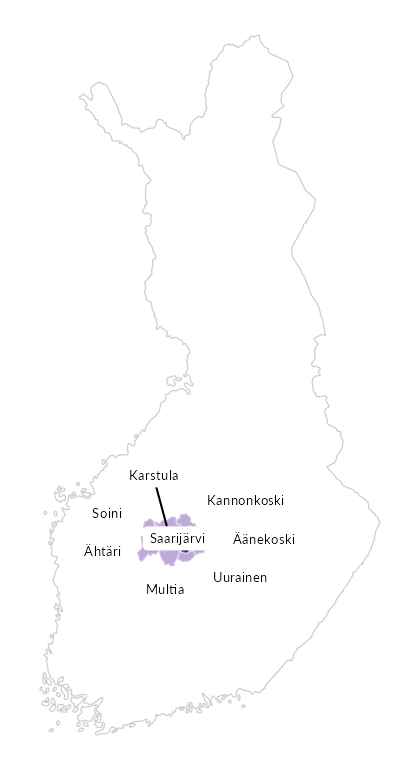 Karstula
Kannonkoski
Soini
Saarijärvi
Äänekoski
Ähtäri
Uurainen
Multia